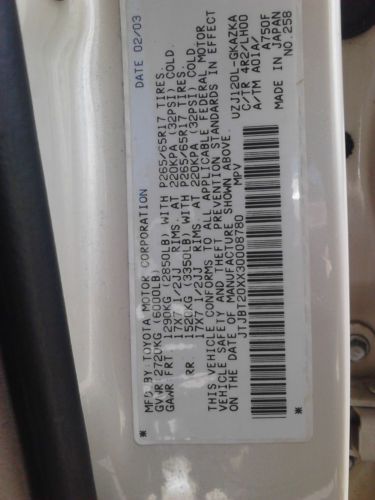 MFD.BY:TOYOTA MOTOR CORPORATION DATE 02/03
GVWR 2720KG (6000LB)
GAWR FRT. 1290KG (2850LB) WITH P265/65R17 TIRES.
17X7 1/2JJ RIMS. AT 220KPA (32PSI) COLD.
RR. 1520KG (3350LB) WITH P265/65R17 TIRES.
17X7 1/2JJ RIMS. AT 220KPA (32PSI) COLD.
THIS VEHICLE CONFORMS TO ALL APPLICABLE FEDERAL MOTOR
VEHICLE SAFETY AND THEFT PREVENTION STANDARDS IN EFFECT
ON THE DATE OF MANUFACTURE SHOWN ABOVE.
* JTJBT20XX30008780 MPV *
UZJ120L-GKAZKA
C/TR 4R2/LH00
A/TM A01A/
A750F
MADE IN JAPAN
NO.258